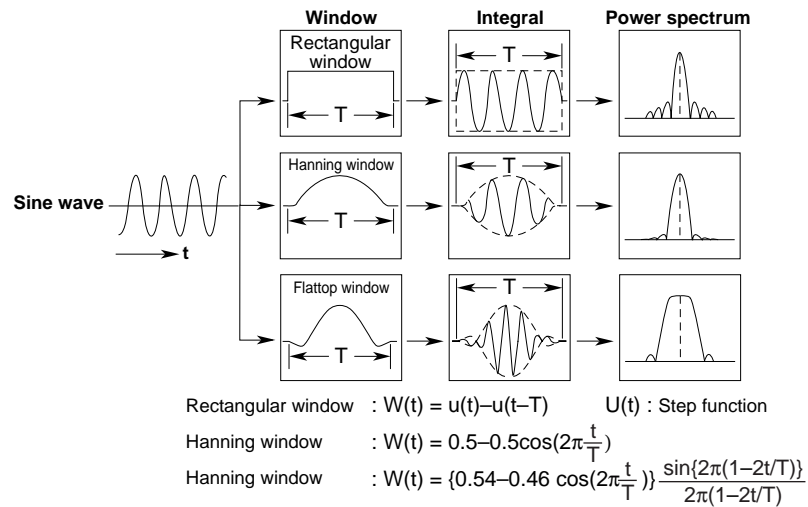 Window Integral Power spectrum
Rectangular
window
T
T
Hanning window
T
T
Sine wave
t
Flattop window
T
T
Rectangular window : W(t) = u(t)–u(t–T) U(t) : Step function
Hanning window : W(t) = 0.5–0.5cos(2π t/T)
Hanning window : W(t) = {0.54–0.46 cos(2π t/T)} sin{2π(1–2t/T)}/2π(1–2t/T)